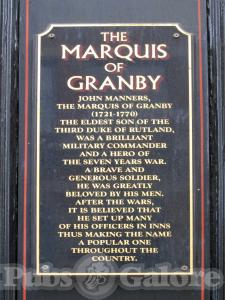 THE
MARQUIS
OF
GRANBY
JOHN MANNERS,
THE MARQUIS OF GRANBY
(1721-1770)
THE ELDEST SON OF THE
THIRD DUKE OF RUTLAND,
WAS A BRILLIANT
MILITARY COMMANDER
AND A HERO OF
THE SEVEN YEARS WAR.
A BRAVE AND
GENEROUS SOLDIER,
HE WAS GREATLY
BELOVED BY HIS MEN.
AFTER THE WARS,
IT IS BELIEVED THAT
HE SET UP MANY
OF HIS OFFICERS IN INNS
THUS MAKING THE NAME
A POPULAR ONE
THROUGHOUT THE
COUNTRY.
Pubs Galore